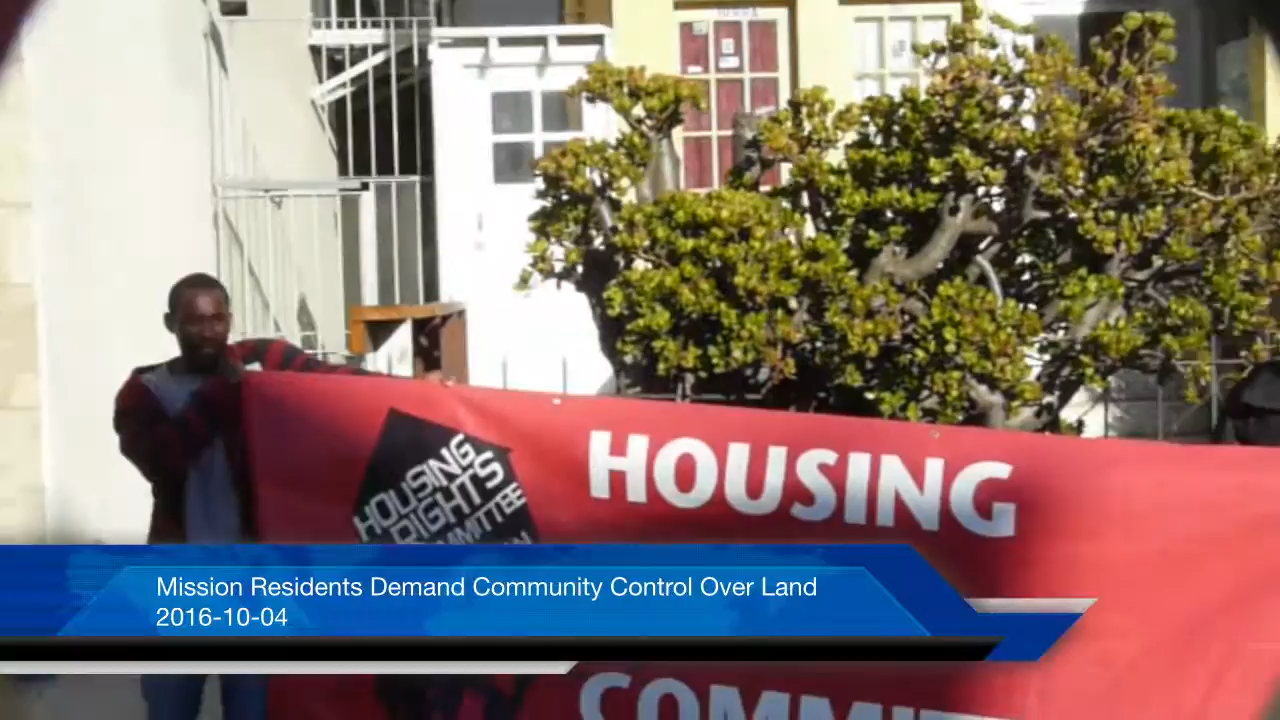 HOUSING
RIGHTS
COMMITTEE
HOUSING
Mission Residents Demand Community Control Over Land
2016-10-04